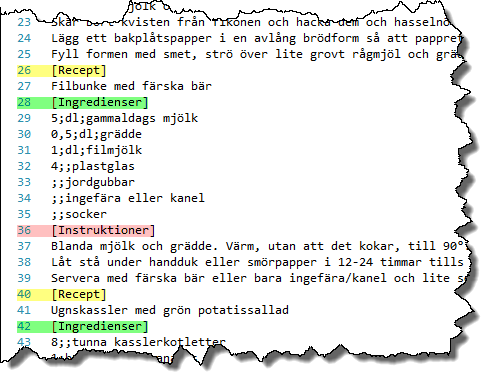 mjölk
23 Skär bort kvisten från fikonen och hacka dem och hasselnö
24 Lägg ett bakplåtspapper i en avlång brödform så att pappret
25 Fyll formen med smet, strö över lite grovt rågmjöl och gräd
26 [Recept]
27 Filbunke med färska bär
28 [Ingredienser]
29 5;dl;gammaldags mjölk
30 0,5;dl;grädde
31 1;dl;filmjölk
32 4;;plastglas
33 ;;jordgubbar
34 ;;ingefära eller kanel
35 ;;socker
36 [Instruktioner]
37 Blanda mjölk och grädde. Värm, utan att det kokar, till 90°
38 Låt stå under handduk eller smörpapper i 12-24 timmar tills
39 Servera med färska bär eller bara ingefära/kanel och lite s
40 [Recept]
41 Ugnskassler med grön potatissallad
42 [Ingredienser]
43 8;;tunna kasslerkotletter